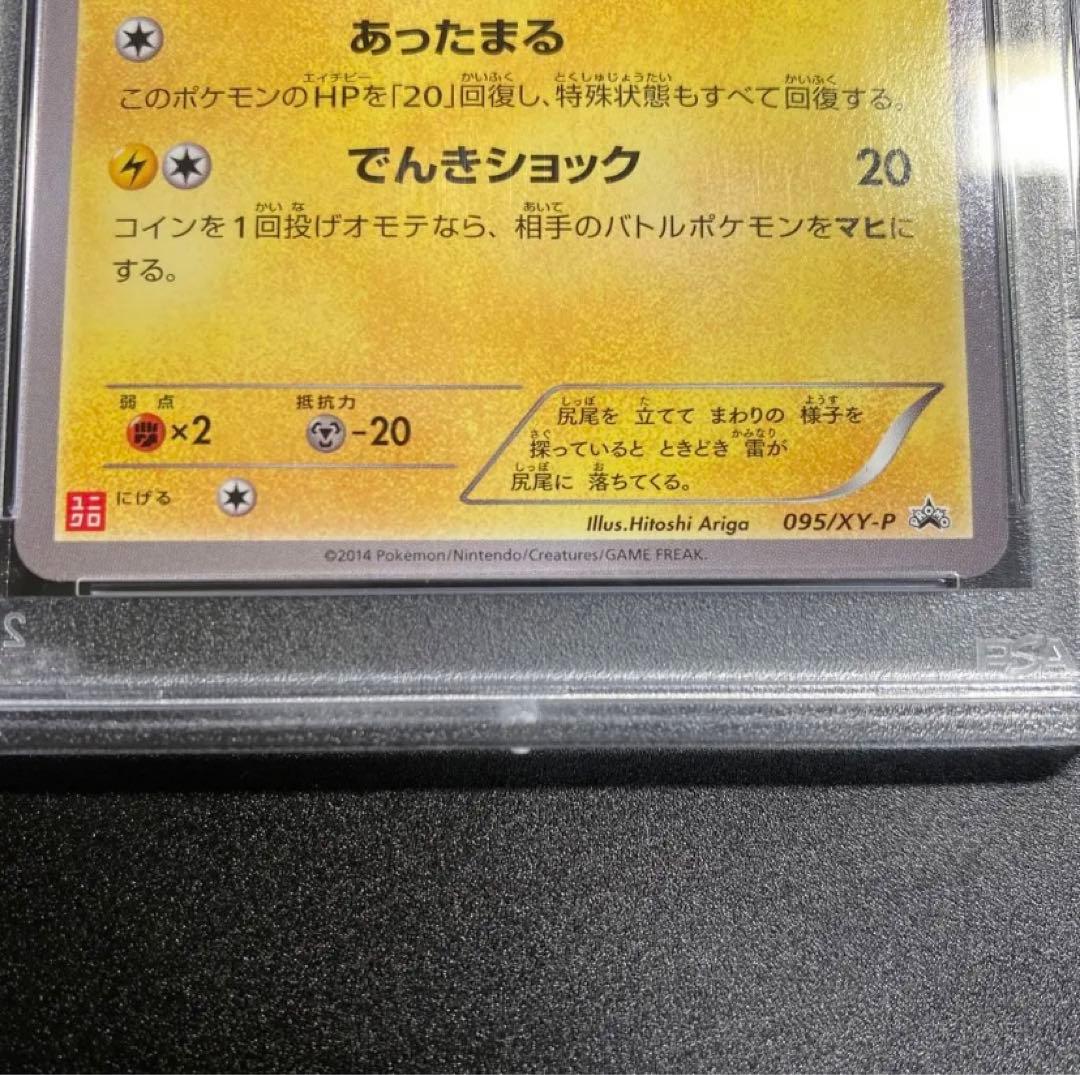 あったまる
このポケモンのHPを「20」回復し、特殊状態もすべて回復する。
でんきショック 20
コインを1回投げオモテなら、相手のバトルポケモンをマヒに
する。
弱点 抵抗力
×2 -20
尻尾を 立てて まわりの 様子を
探っていると ときどき 雷が
尻尾に 落ちてくる。
ユニクロ にげる
Illus.Hitoshi Ariga 095/XY-P PROMO
©2014 Pokémon/Nintendo/Creatures/GAME FREAK.
PSA